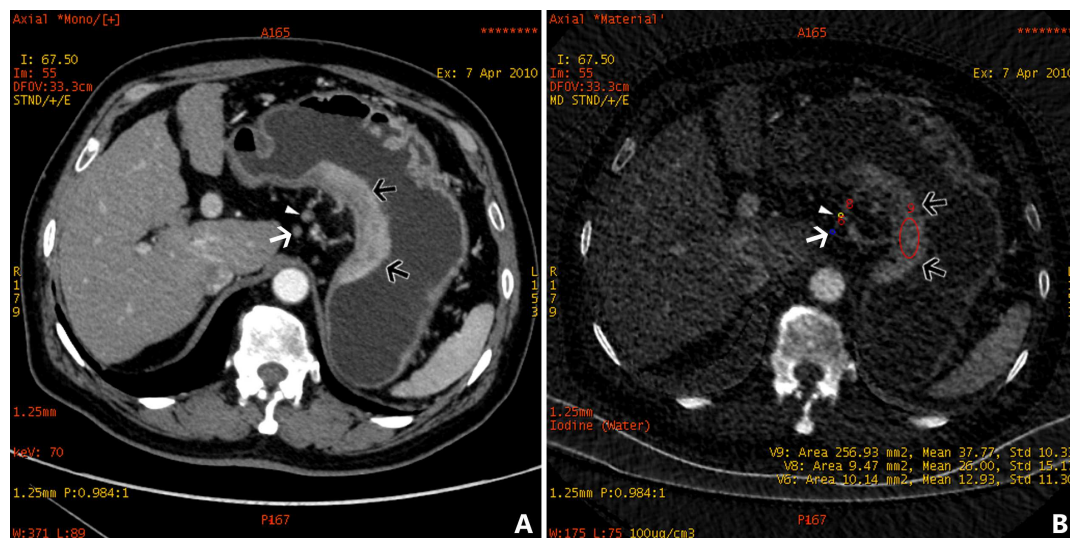 Axial *Mono/[+]
A165
********
I: 67.50
Im: 55
DFOV:33.3cm
STND/+/E
Ex: 7 Apr 2010
R
1
7
9
L
1
5
3
1.25mm
keV: 70
1.25mm P:0.984:1
P167
W:371 L:89
A
Axial *Material'
A165
*******
I: 67.50
Im: 55
DFOV:33.3cm
MD STND/+/E
Ex: 7 Apr 2010
8
8
9
R
1
7
9
L
1.25mm
Iodine (Water)
V9: Area 256.93 mm2, Mean 37.77, Std 10.3
V8: Area 9.47 mm2, Mean 26.00, Std 15.1
V6: Area 10.14 mm2, Mean 12.93, Std 11.30
1.25mm P:0.984:1
P167
W:175 L:75 100ug/cm3
B